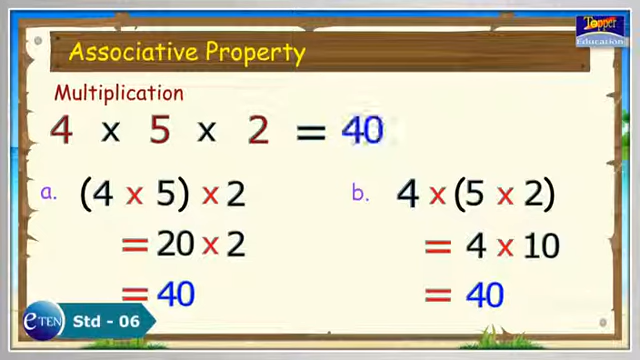 Topper
Education
Associative Property
Multiplication
4 x 5 x 2 = 40
a. (4 x 5) x 2
= 20 x 2
= 40
b. 4 x (5 x 2)
= 4 x 10
= 40
eTEN
Std - 06